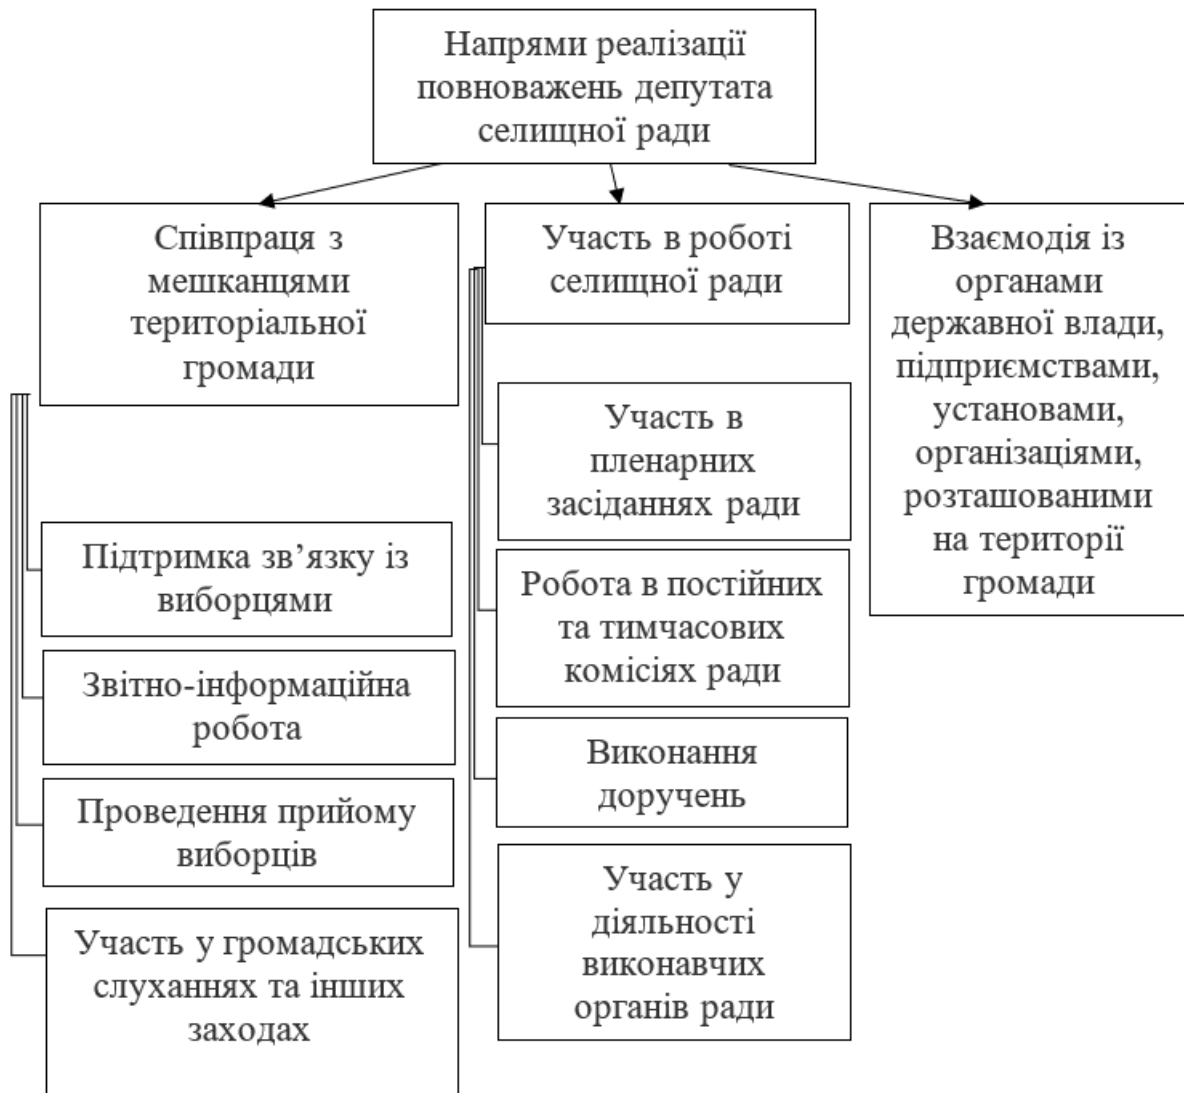 Напрями реалізації
повноважень депутата
селищної ради
Співпраця з
мешканцями
територіальної
громади
Підтримка зв’язку із
виборцями
Звітно-інформаційна
робота
Проведення прийому
виборців
Участь у громадських
слуханнях та інших
заходах
Участь в роботі
селищної ради
Участь в
пленарних
засіданнях ради
Робота в постійних
та тимчасових
комісіях ради
Виконання
доручень
Участь у
діяльності
виконавчих
органів ради
Взаємодія із
органами
державної влади,
підприємствами,
установами,
організаціями,
розташованими
на території
громади